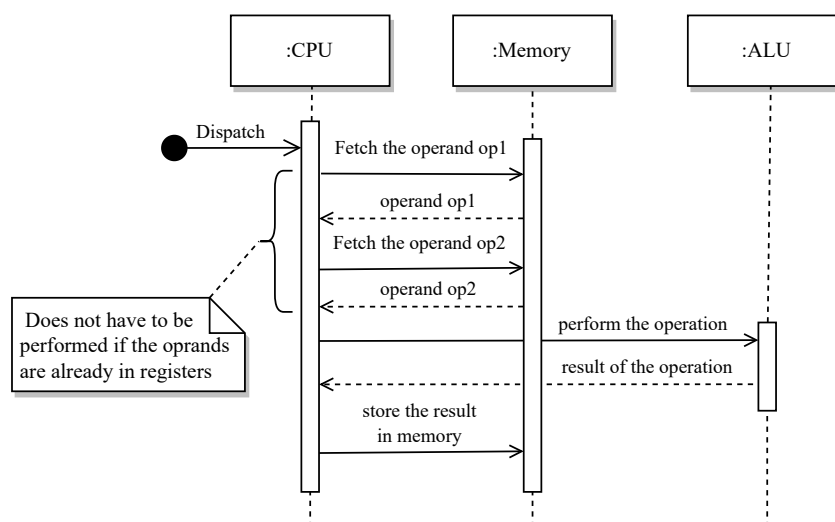 :CPU
:Memory
:ALU
Dispatch
Fetch the operand op1
operand op1
Fetch the operand op2
operand op2
Does not have to be
performed if the oprands
are already in registers
perform the operation
result of the operation
store the result
in memory